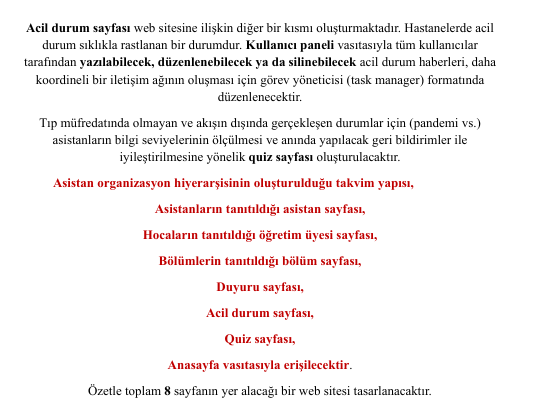 Acil durum sayfası web sitesine ilişkin diğer bir kısmı oluşturmaktadır. Hastanelerde acil
durum sıklıkla rastlanan bir durumdur. Kullanıcı paneli vasıtasıyla tüm kullanıcılar
tarafından yazılabilecek, düzenlenebilecek ya da silinebilecek acil durum haberleri, daha
koordineli bir iletişim ağının oluşması için görev yöneticisi (task manager) formatında
düzenlenecektir.
Tıp müfredatında olmayan ve akışın dışında gerçekleşen durumlar için (pandemi vs.)
asistanların bilgi seviyelerinin ölçülmesi ve anında yapılacak geri bildirimler ile
iyileştirilmesine yönelik quiz sayfası oluşturulacaktır.
Asistan organizasyon hiyerarşisinin oluşturulduğu takvim yapısı,
Asistanların tanıtıldığı asistan sayfası,
Hocaların tanıtıldığı öğretim üyesi sayfası,
Bölümlerin tanıtıldığı bölüm sayfası,
Duyuru sayfası,
Acil durum sayfası,
Quiz sayfası,
Anasayfa vasıtasıyla erişilecektir.
Özetle toplam 8 sayfanın yer alacağı bir web sitesi tasarlanacaktır.